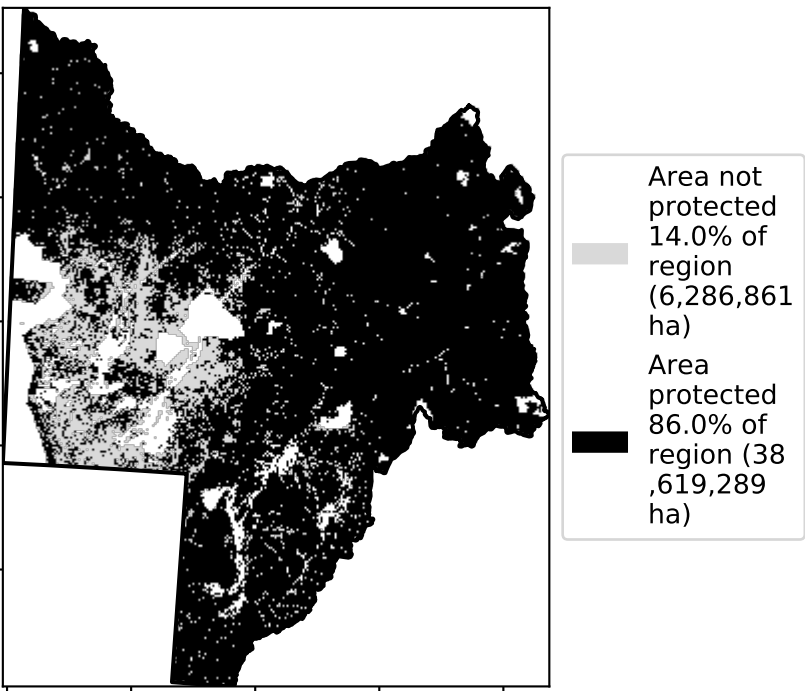 Area not
protected
14.0% of
region
(6,286,861
ha)
Area
protected
86.0% of
region (38
,619,289
ha)